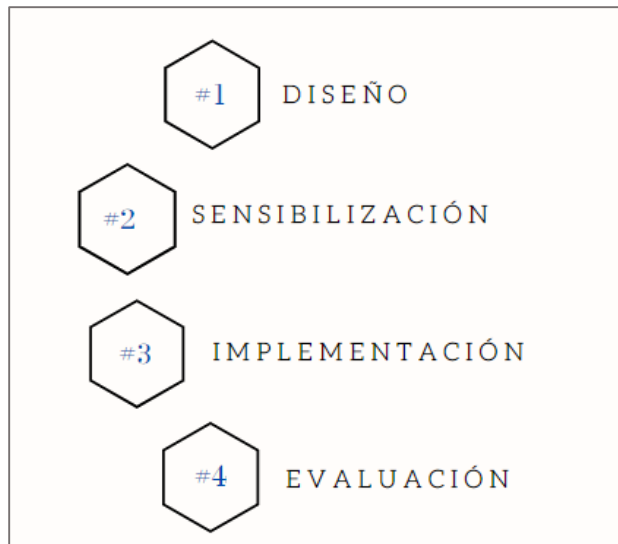 #1 DISEÑO
#2 SENSIBILIZACIÓN
#3 IMPLEMENTACIÓN
#4 EVALUACIÓN